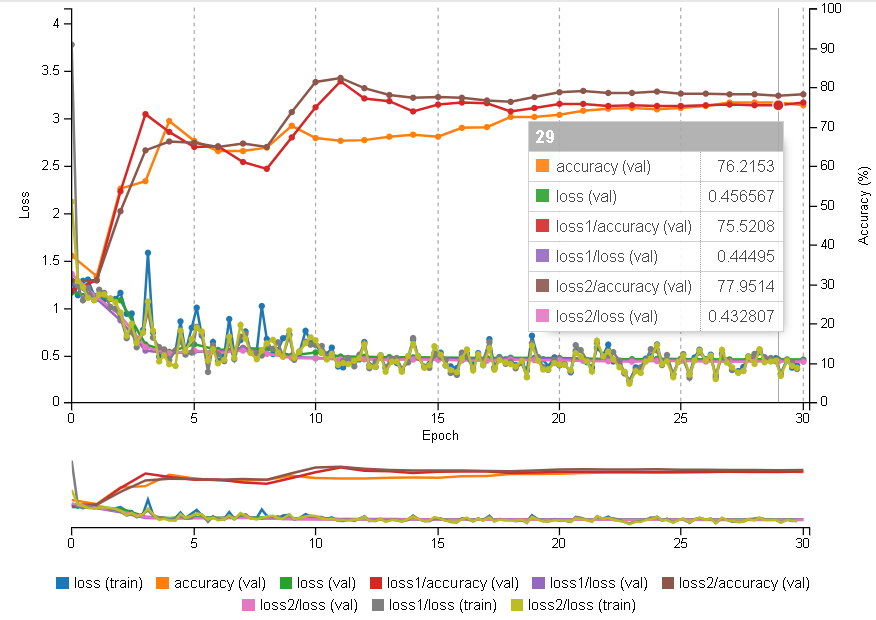 4
3.5
3
2.5
2
1.5
1
0.5
0
Loss
100
90
80
70
60
50
40
30
20
10
0
Accuracy (%)
29
accuracy (val) 76.2153
loss (val) 0.456567
loss1/accuracy (val) 75.5208
loss1/loss (val) 0.44495
loss2/accuracy (val) 77.9514
loss2/loss (val) 0.432807
0 5 10 15 20 25 30
Epoch
0 5 10 15 20 25 30
loss (train) accuracy (val) loss (val) loss1/accuracy (val) loss1/loss (val) loss2/accuracy (val)
loss2/loss (val) loss1/loss (train) loss2/loss (train)